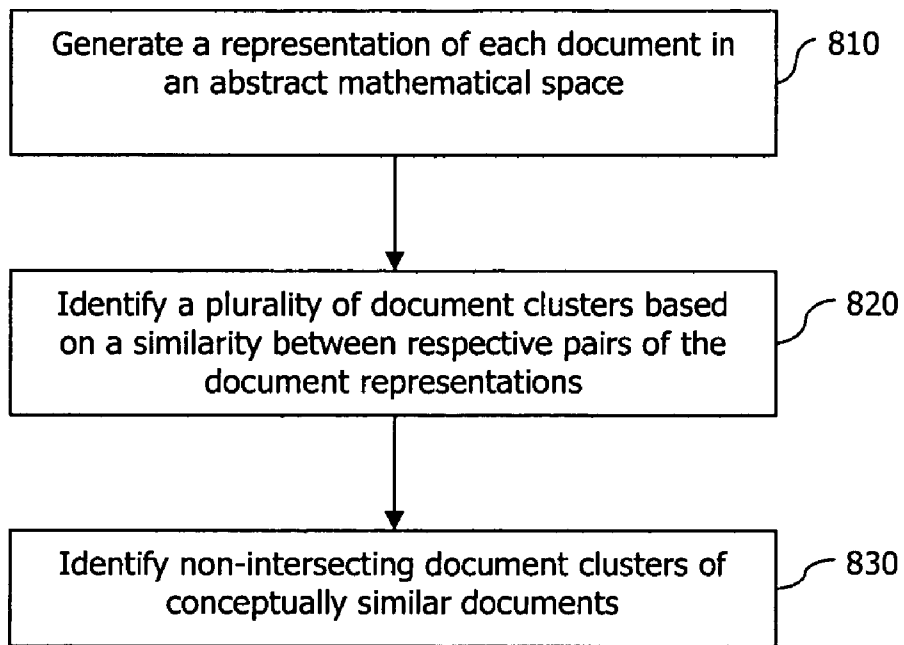 Generate a representation of each document in
an abstract mathematical space
810
Identify a plurality of document clusters based
on a similarity between respective pairs of the
document representations
820
Identify non-intersecting document clusters of
conceptually similar documents
830